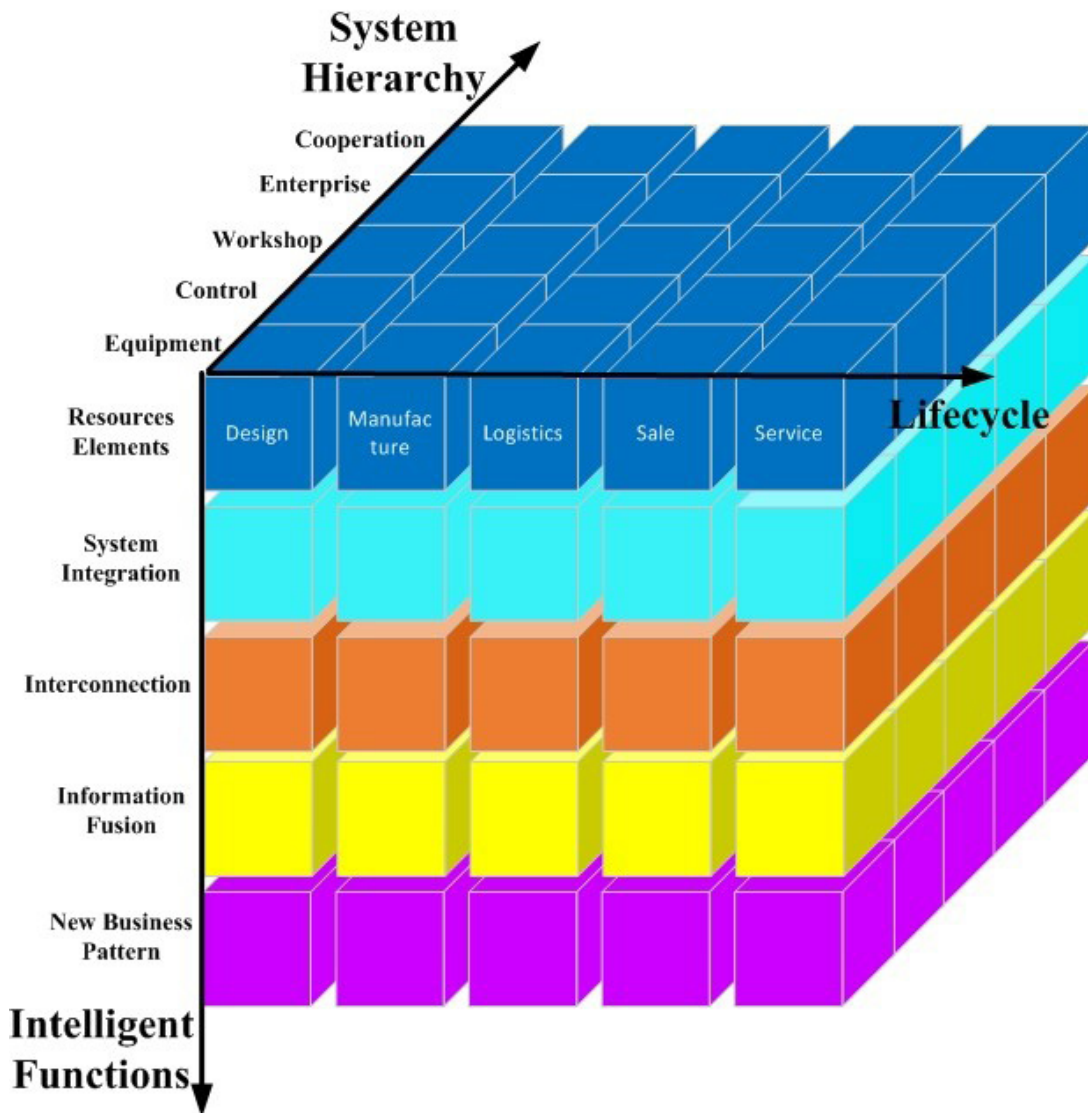 System
Hierarchy
Cooperation
Enterprise
Workshop
Control
Equipment
Resources
Elements
Design
Manufac
ture
Logistics
Sale
Service
Lifecycle
System
Integration
Interconnection
Information
Fusion
New Business
Pattern
Intelligent
Functions